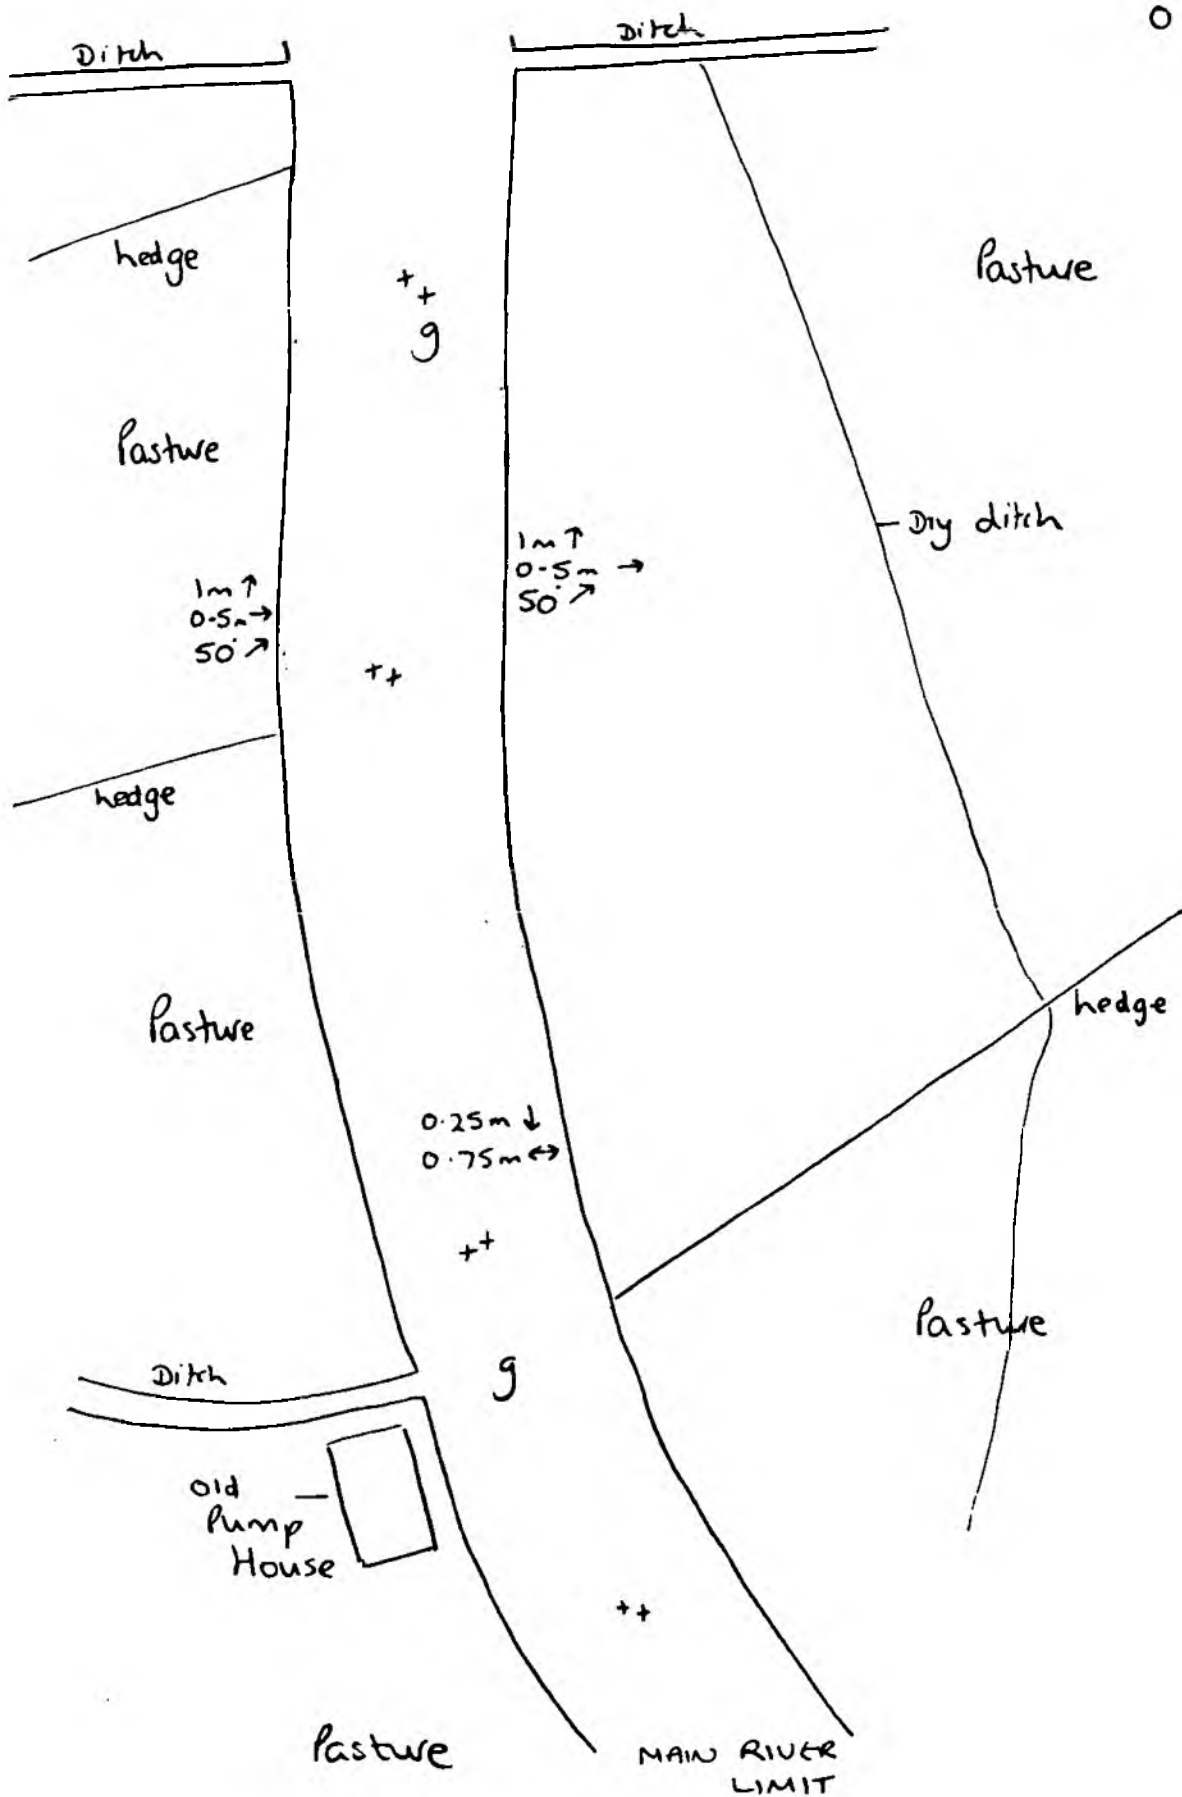 Ditch
Ditch
O
hedge
Pasture
g
Pasture
Dry ditch
1m ↑
0.5m →
50° ↗
1m ↑
0.5m →
50° ↗
hedge
hedge
Pasture
0.25m ↓
0.75m ↔
Pasture
g
Ditch
Old
Pump
House
Pasture
MAIN RIVER
LIMIT